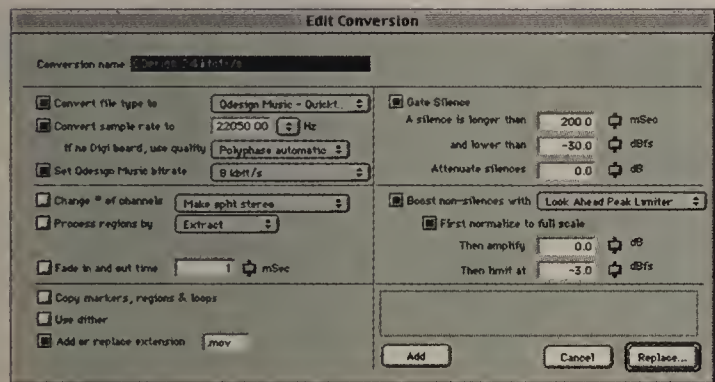 Edit Conversion
Conversion name
Convert file type to Qdesign Music - Quickt..
Convert sample rate to 22050.00 Hz
If no Digi board, use quality Polyphase automatic
Set Qdesign Music bitrate 8 kbit/s
Change # of channels Make split stereo
Process regions by Extract
Fade in and out time 1 mSec
Copy markers, regions & loops
Use dither
Add or replace extension .mov
Gate Silence
A silence is longer than 200.0 mSec
and lower than -30.0 dBfs
Attenuate silences 0.0 dB
Boost non-silences with Look Ahead Peak Limiter
First normalize to full scale
Then amplify 0.0 dB
Then limit at -3.0 dBfs
Add Cancel Replace...